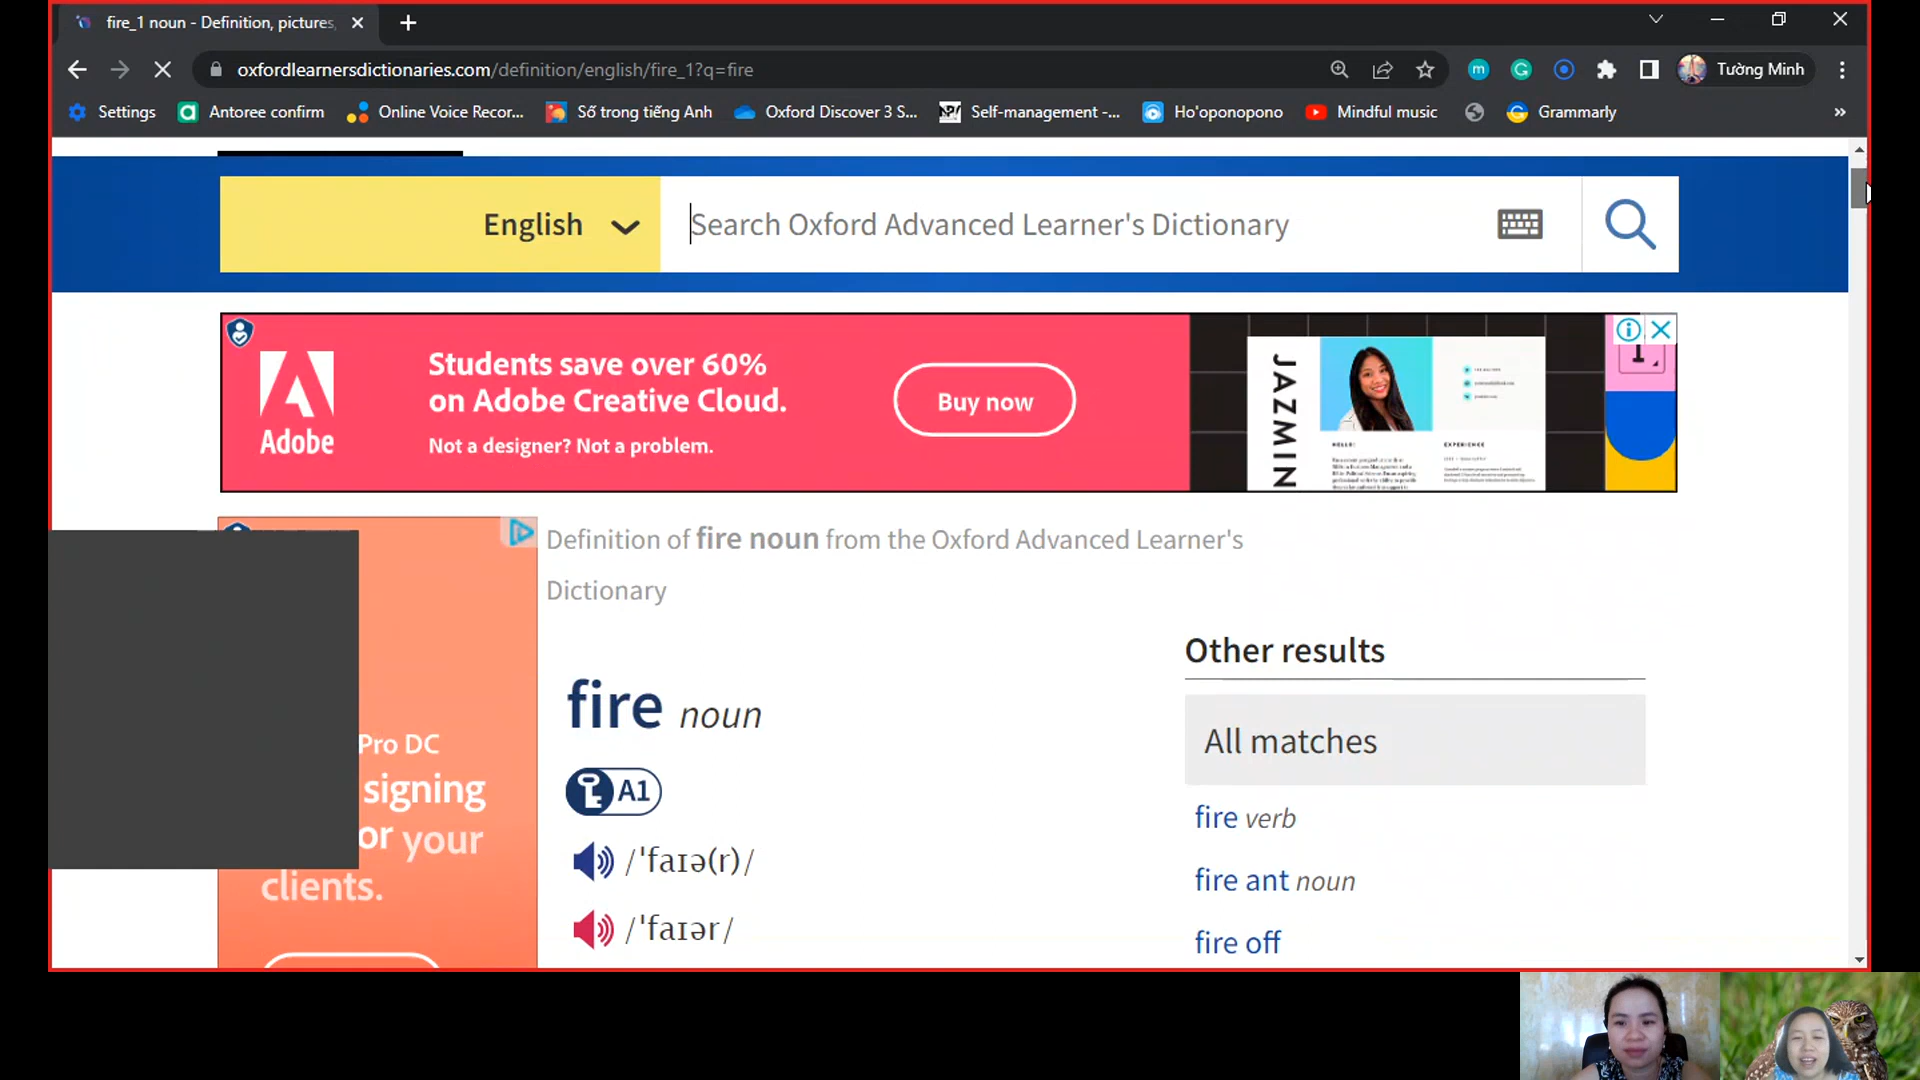 fire_1 noun - Definition, pictures,
oxfordlearnersdictionaries.com/definition/english/fire_1?q=fire
Tường Minh
Settings
Antoree confirm
Online Voice Recor...
Số trong tiếng Anh
Oxford Discover 3 S...
Self-management -...
Ho'oponopono
Mindful music
Grammarly
English
Search Oxford Advanced Learner's Dictionary
Adobe
Students save over 60%
on Adobe Creative Cloud.
Not a designer? Not a problem.
Buy now
JAZMIN
HELLO!
EXPERIENCE
Pro DC
signing
or your
clients.
Definition of fire noun from the Oxford Advanced Learner's
Dictionary
fire noun
A1
/ˈfaɪə(r)/
/ˈfaɪər/
Other results
All matches
fire verb
fire ant noun
fire off